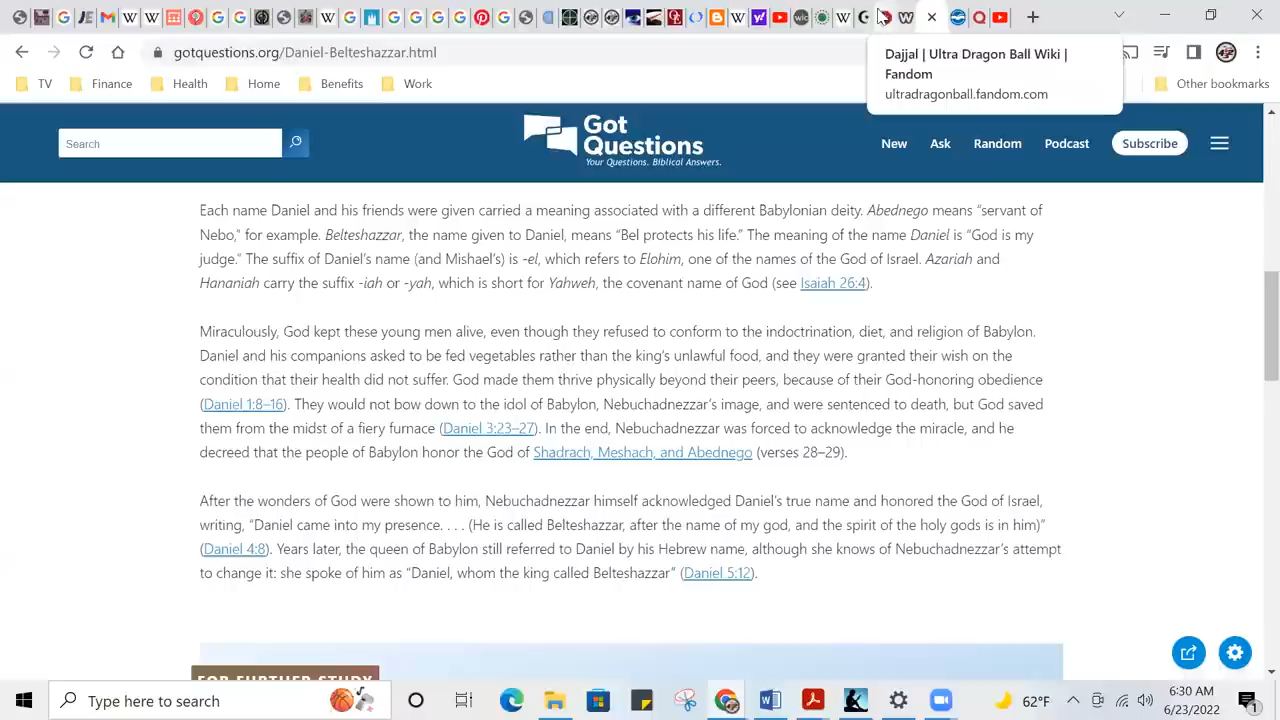 Dajjal | Ultra Dragon Ball Wiki |
Fandom
ultradragonball.fandom.com
gotquestions.org/Daniel-Belteshazzar.html
TV Finance Health Home Benefits Work Other bookmarks
Search
Got
Questions
Your Questions. Biblical Answers.
New Ask Random Podcast Subscribe
Each name Daniel and his friends were given carried a meaning associated with a different Babylonian deity. Abednego means “servant of
Nebo,” for example. Belteshazzar, the name given to Daniel, means “Bel protects his life.” The meaning of the name Daniel is “God is my
judge.” The suffix of Daniel’s name (and Mishael’s) is -el, which refers to Elohim, one of the names of the God of Israel. Azariah and
Hananiah carry the suffix -iah or -yah, which is short for Yahweh, the covenant name of God (see Isaiah 26:4).
Miraculously, God kept these young men alive, even though they refused to conform to the indoctrination, diet, and religion of Babylon.
Daniel and his companions asked to be fed vegetables rather than the king’s unlawful food, and they were granted their wish on the
condition that their health did not suffer. God made them thrive physically beyond their peers, because of their God-honoring obedience
(Daniel 1:8–16). They would not bow down to the idol of Babylon, Nebuchadnezzar’s image, and were sentenced to death, but God saved
them from the midst of a fiery furnace (Daniel 3:23–27). In the end, Nebuchadnezzar was forced to acknowledge the miracle, and he
decreed that the people of Babylon honor the God of Shadrach, Meshach, and Abednego (verses 28–29).
After the wonders of God were shown to him, Nebuchadnezzar himself acknowledged Daniel’s true name and honored the God of Israel,
writing, “Daniel came into my presence. . . . (He is called Belteshazzar, after the name of my god, and the spirit of the holy gods is in him)”
(Daniel 4:8). Years later, the queen of Babylon still referred to Daniel by his Hebrew name, although she knows of Nebuchadnezzar’s attempt
to change it: she spoke of him as “Daniel, whom the king called Belteshazzar” (Daniel 5:12).
FOR FURTHER STUDY
Type here to search
62°F
6:30 AM
6/23/2022